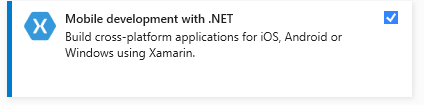 Mobile development with .NET
Build cross-platform applications for iOS, Android or
Windows using Xamarin.